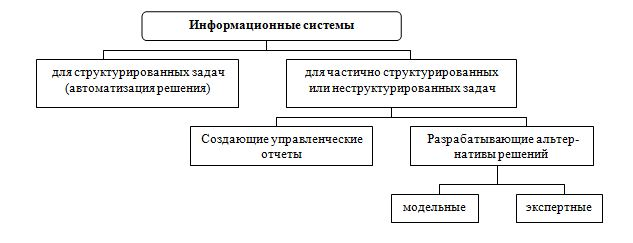 Информационные системы
для структурированных задач
(автоматизация решения)
для частично структурированных
или неструктурированных задач
Создающие управленческие
отчеты
Разрабатывающие альтер-
нативы решений
модельные
экспертные